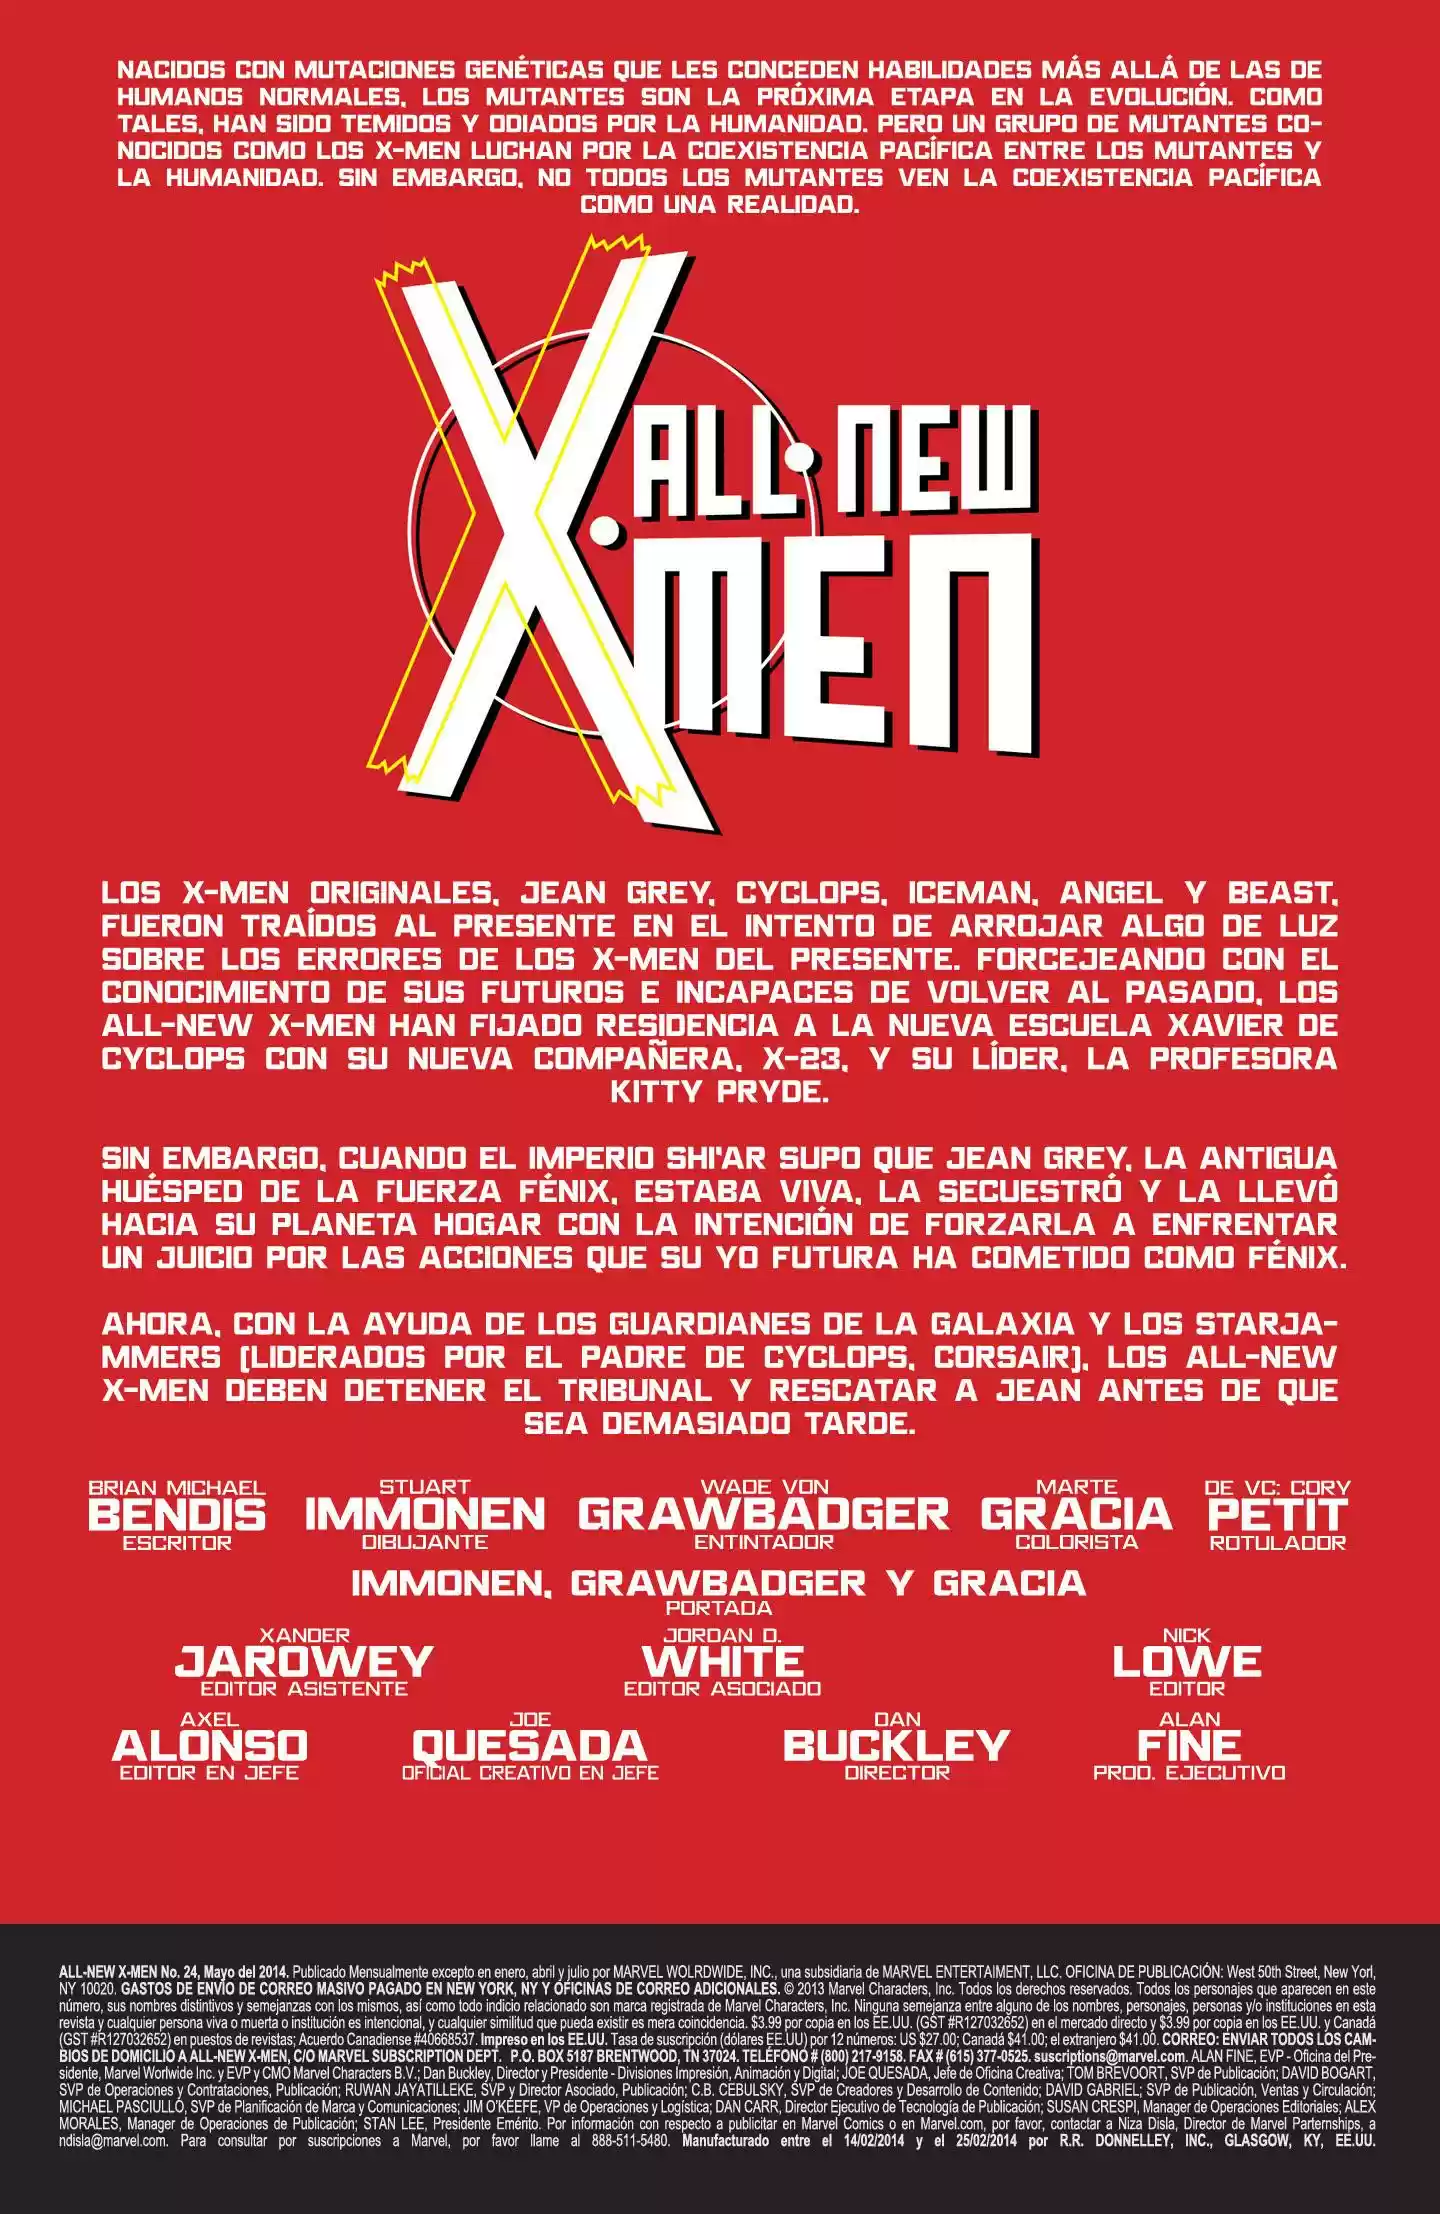 NACIDOS CON MUTACIONES GENÉTICAS QUE LES CONCEDEN HABILIDADES MÁS ALLÁ DE LAS DE
HUMANOS NORMALES, LOS MUTANTES SON LA PRÓXIMA ETAPA EN LA EVOLUCIÓN. COMO
TALES, HAN SIDO TEMIDOS Y ODIADOS POR LA HUMANIDAD. PERO UN GRUPO DE MUTANTES CO-
NOCIDOS COMO LOS X-MEN LUCHAN POR LA COEXISTENCIA PACÍFICA ENTRE LOS MUTANTES Y
LA HUMANIDAD. SIN EMBARGO, NO TODOS LOS MUTANTES VEN LA COEXISTENCIA PACÍFICA
COMO UNA REALIDAD.
ALL·NEW
X·MEN
LOS X-MEN ORIGINALES, JEAN GREY, CYCLOPS, ICEMAN, ANGEL Y BEAST,
FUERON TRAÍDOS AL PRESENTE EN EL INTENTO DE ARROJAR ALGO DE LUZ
SOBRE LOS ERRORES DE LOS X-MEN DEL PRESENTE. FORCEJEANDO CON EL
CONOCIMIENTO DE SUS FUTUROS E INCAPACES DE VOLVER AL PASADO, LOS
ALL-NEW X-MEN HAN FIJADO RESIDENCIA A LA NUEVA ESCUELA XAVIER DE
CYCLOPS CON SU NUEVA COMPAÑERA, X-23, Y SU LÍDER, LA PROFESORA
KITTY PRYDE.
SIN EMBARGO, CUANDO EL IMPERIO SHI'AR SUPO QUE JEAN GREY, LA ANTIGUA
HUÉSPED DE LA FUERZA FÉNIX, ESTABA VIVA, LA SECUESTRÓ Y LA LLEVÓ
HACIA SU PLANETA HOGAR CON LA INTENCIÓN DE FORZARLA A ENFRENTAR
UN JUICIO POR LAS ACCIONES QUE SU YO FUTURA HA COMETIDO COMO FÉNIX.
AHORA, CON LA AYUDA DE LOS GUARDIANES DE LA GALAXIA Y LOS STARJA-
MMERS (LIDERADOS POR EL PADRE DE CYCLOPS, CORSAIR), LOS ALL-NEW
X-MEN DEBEN DETENER EL TRIBUNAL Y RESCATAR A JEAN ANTES DE QUE
SEA DEMASIADO TARDE.
BRIAN MICHAEL STUART WADE VON MARTE DE VC: CORY
BENDIS IMMONEN GRAWBADGER GRACIA PETIT
ESCRITOR DIBUJANTE ENTINTADOR COLORISTA ROTULADOR
IMMONEN, GRAWBADGER Y GRACIA
PORTADA
XANDER JORDAN D. NICK
JAROWEY WHITE LOWE
EDITOR ASISTENTE EDITOR ASOCIADO EDITOR
AXEL JOE DAN ALAN
ALONSO QUESADA BUCKLEY FINE
EDITOR EN JEFE OFICIAL CREATIVO EN JEFE DIRECTOR PROD. EJECUTIVO
ALL-NEW X-MEN No. 24, Mayo del 2014. Publicado Mensualmente excepto en enero, abril y julio por MARVEL WOLRDWIDE, INC., una subsidiaria de MARVEL ENTERTAIMENT, LLC. OFICINA DE PUBLICACIÓN: West 50th Street, New Yorl,
NY 10020. GASTOS DE ENVÍO DE CORREO MASIVO PAGADO EN NEW YORK, NY Y OFICINAS DE CORREO ADICIONALES. © 2013 Marvel Characters, Inc. Todos los derechos reservados. Todos los personajes que aparecen en este
número, sus nombres distintivos y semejanzas con los mismos, así como todo indicio relacionado son marca registrada de Marvel Characters, Inc. Ninguna semejanza entre alguno de los nombres, personajes, personas y/o instituciones en esta
revista y cualquier persona viva o muerta o institución es intencional, y cualquier similitud que pueda existir es mera coincidencia. $3.99 por copia en los EE.UU. (GST #R127032652) en el mercado directo y $3.99 por copia en los EE.UU. y Canadá
(GST #R127032652) en puestos de revistas; Acuerdo Canadiense #40668537. Impreso en los EE.UU. Tasa de suscripción (dólares EE.UU) por 12 números: US $27.00; Canadá $41.00; el extranjero $41.00. CORREO: ENVIAR TODOS LOS CAM-
BIOS DE DOMICILIO A ALL-NEW X-MEN, C/O MARVEL SUBSCRIPTION DEPT. P.O. BOX 5187 BRENTWOOD, TN 37024. TELÉFONO # (800) 217-9158. FAX # (615) 377-0525. suscriptions@marvel.com. ALAN FINE, EVP - Oficina del Pre-
sidente, Marvel Worlwide Inc. y EVP y CMO Marvel Characters B.V.; Dan Buckley, Director y Presidente - Divisiones Impresión, Animación y Digital; JOE QUESADA, Jefe de Oficina Creativa; TOM BREVOORT, SVP de Publicación; DAVID BOGART,
SVP de Operaciones y Contrataciones, Publicación; RUWAN JAYATILLEKE, SVP y Director Asociado, Publicación; C.B. CEBULSKY, SVP de Creadores y Desarrollo de Contenido; DAVID GABRIEL; SVP de Publicación, Ventas y Circulación;
MICHAEL PASCIULLO, SVP de Planificación de Marca y Comunicaciones; JIM O'KEEFE, VP de Operaciones y Logística; DAN CARR, Director Ejecutivo de Tecnología de Publicación; SUSAN CRESPI, Manager de Operaciones Editoriales; ALEX
MORALES, Manager de Operaciones de Publicación; STAN LEE, Presidente Emérito. Por información con respecto a publicitar en Marvel Comics o en Marvel.com, por favor, contactar a Niza Disla, Director de Marvel Parternships, a
ndisla@marvel.com. Para consultar por suscripciones a Marvel, por favor llame al 888-511-5480. Manufacturado entre el 14/02/2014 y el 25/02/2014 por R.R. DONNELLEY, INC., GLASGOW, KY, EE.UU.